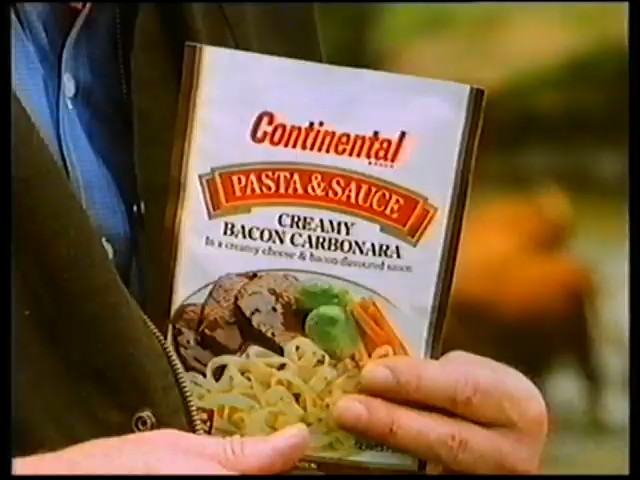 Continental
PASTA & SAUCE
CREAMY
BACON CARBONARA
In a creamy cheese & bacon flavoured sauce